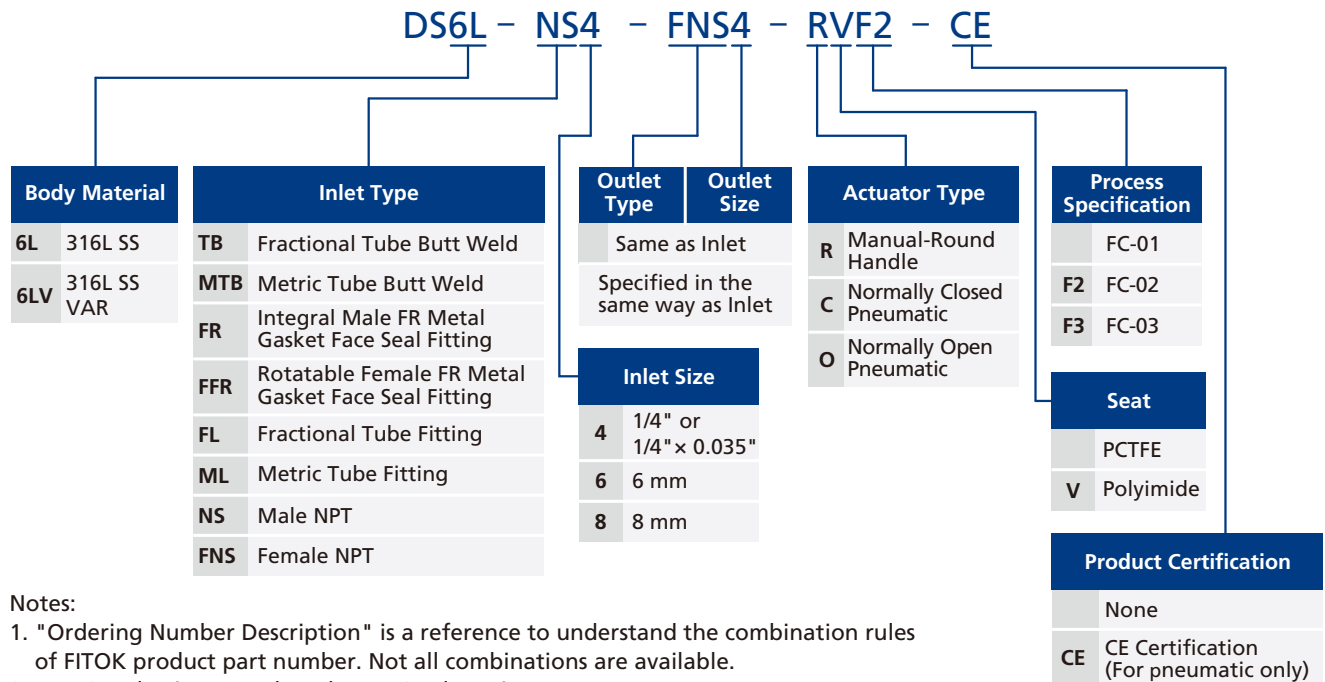 DS6L – NS4 – FNS4 – RVF2 – CE
Body Material
6L 316L SS
6LV 316L SS
VAR
Inlet Type
TB Fractional Tube Butt Weld
MTB Metric Tube Butt Weld
FR Integral Male FR Metal
Gasket Face Seal Fitting
FFR Rotatable Female FR Metal
Gasket Face Seal Fitting
FL Fractional Tube Fitting
ML Metric Tube Fitting
NS Male NPT
FNS Female NPT
Outlet Type
Outlet Size
Same as Inlet
Specified in the
same way as Inlet
Inlet Size
4 1/4" or
1/4"× 0.035"
6 6 mm
8 8 mm
Actuator Type
R Manual-Round
Handle
C Normally Closed
Pneumatic
O Normally Open
Pneumatic
Process
Specification
FC-01
F2 FC-02
F3 FC-03
Seat
PCTFE
V Polyimide
Product Certification
None
CE CE Certification
(For pneumatic only)
Notes:
1. "Ordering Number Description" is a reference to understand the combination rules
of FITOK product part number. Not all combinations are available.